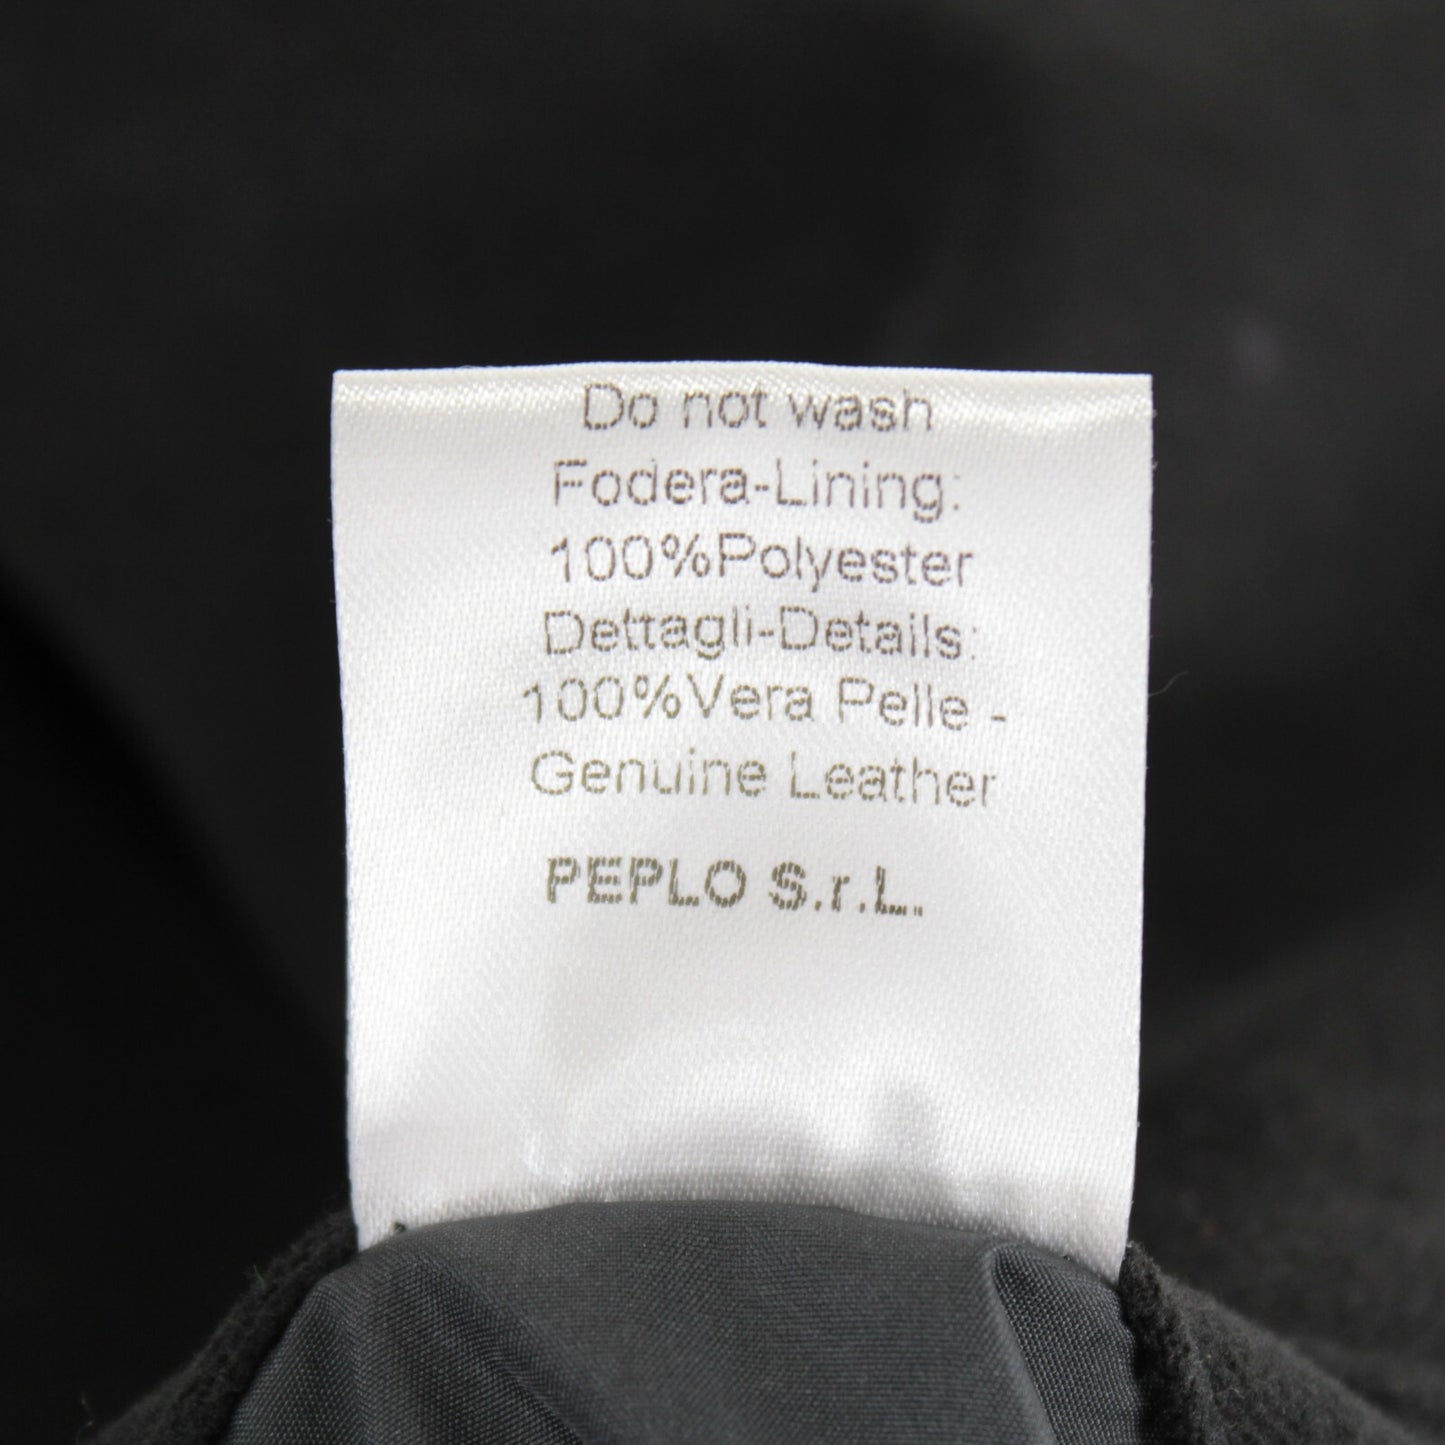 Do not wash
Fodera-Lining:
100%Polyester
Dettagli-Details:
100%Vera Pelle -
Genuine Leather
PEPLO S.r.L.